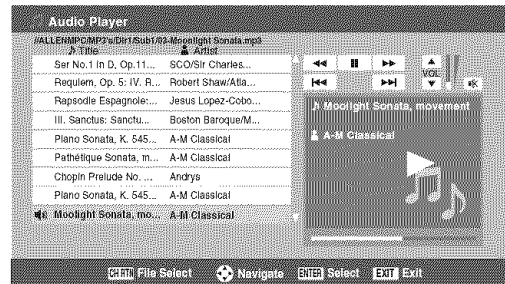 Audio Player
//ALLENMPC/MP3's/Dir1/Sub1/03-Moonlight Sonata.mp3
Title Artist
Ser No.1 in D, Op.11... SCO/Sir Charles...
Requiem, Op. 5: IV. R... Robert Shaw/Atla...
Rapsodie Espagnole:... Jesus Lopez-Cobo...
III. Sanctus: Sanctu... Boston Baroque/M...
Piano Sonata, K. 545... A-M Classical
Pathétique Sonata, m... A-M Classical
Chopin Prelude No. ... Andrys
Piano Sonata, K. 545... A-M Classical
Moolight Sonata, mo... A-M Classical
VOL
Moolight Sonata, movement
A-M Classical
CH RTN File Select Navigate ENTER Select EXIT Exit